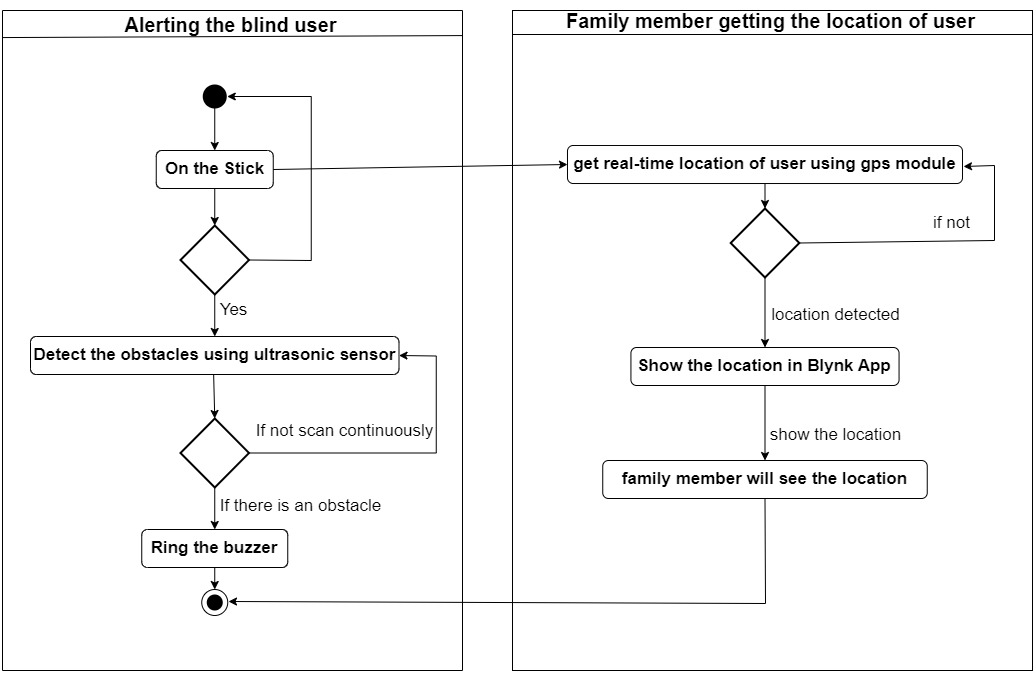 Alerting the blind user
On the Stick
Yes
Detect the obstacles using ultrasonic sensor
If not scan continuously
If there is an obstacle
Ring the buzzer
Family member getting the location of user
get real-time location of user using gps module
if not
location detected
Show the location in Blynk App
show the location
family member will see the location